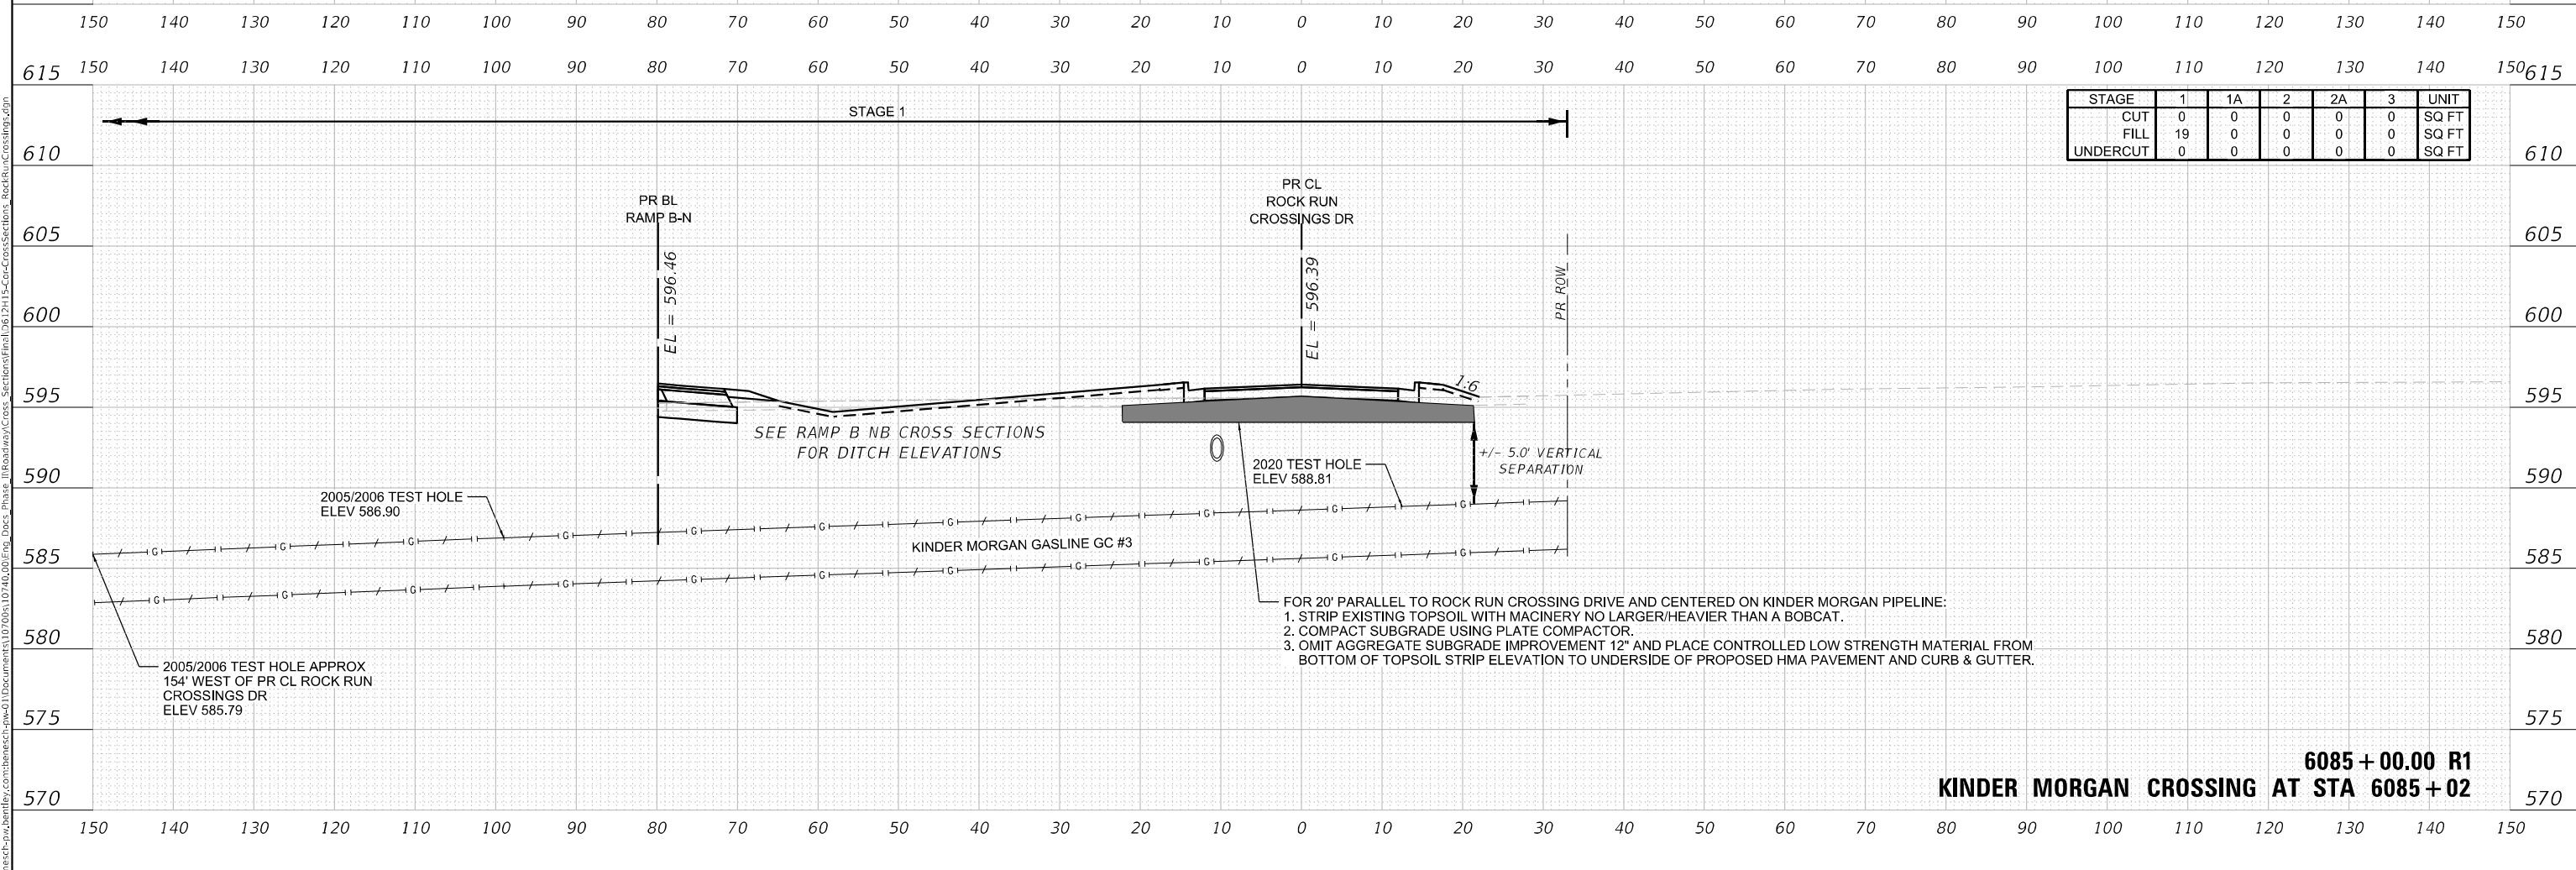 150 140 130 120 110 100 90 80 70 60 50 40 30 20 10 0 10 20 30 40 50 60 70 80 90 100 110 120 130 140 150
615 150 140 130 120 110 100 90 80 70 60 50 40 30 20 10 0 10 20 30 40 50 60 70 80 90 100 110 120 130 140 150 615
STAGE 1
STAGE 1 1A 2 2A 3 UNIT
CUT 0 0 0 0 0 SQ FT
FILL 19 0 0 0 0 SQ FT
UNDERCUT 0 0 0 0 0 SQ FT
610 610
PR BL
RAMP B-N
PR CL
ROCK RUN
CROSSINGS DR
605 605
EL = 596.46
EL = 596.39
PR ROW
600 600
595 595
1:6
SEE RAMP B NB CROSS SECTIONS
FOR DITCH ELEVATIONS
+/- 5.0' VERTICAL
SEPARATION
2020 TEST HOLE
ELEV 588.81
590 590
2005/2006 TEST HOLE
ELEV 586.90
G G G G G G G G G G G
KINDER MORGAN GASLINE GC #3
585 585
G G G G G G G G G G G
FOR 20' PARALLEL TO ROCK RUN CROSSING DRIVE AND CENTERED ON KINDER MORGAN PIPELINE:
1. STRIP EXISTING TOPSOIL WITH MACINERY NO LARGER/HEAVIER THAN A BOBCAT.
2. COMPACT SUBGRADE USING PLATE COMPACTOR.
3. OMIT AGGREGATE SUBGRADE IMPROVEMENT 12" AND PLACE CONTROLLED LOW STRENGTH MATERIAL FROM
BOTTOM OF TOPSOIL STRIP ELEVATION TO UNDERSIDE OF PROPOSED HMA PAVEMENT AND CURB & GUTTER.
580 580
2005/2006 TEST HOLE APPROX
154' WEST OF PR CL ROCK RUN
CROSSINGS DR
ELEV 585.79
575 575
6085+00.00 R1
KINDER MORGAN CROSSING AT STA 6085+02
570 570
150 140 130 120 110 100 90 80 70 60 50 40 30 20 10 0 10 20 30 40 50 60 70 80 90 100 110 120 130 140 150